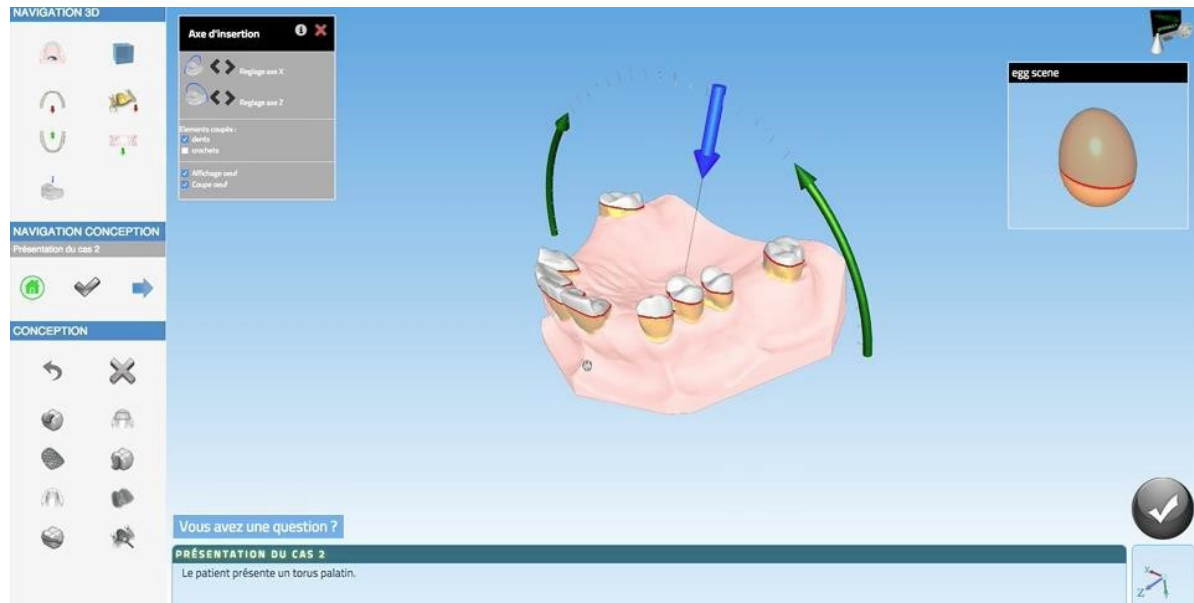 NAVIGATION 3D
Axe d'insertion
Reglage axe X
Reglage axe Z
Elements coupés :
dents
crochets
Affichage oeuf
Coupe oeuf
egg scene
NAVIGATION CONCEPTION
Présentation du cas 2
CONCEPTION
Vous avez une question ?
PRÉSENTATION DU CAS 2
Le patient présente un torus palatin.
X
Z